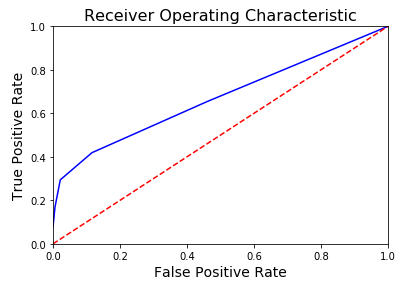 Receiver Operating Characteristic
1.0
0.8
0.6
0.4
0.2
0.0
True Positive Rate
0.0 0.2 0.4 0.6 0.8 1.0
False Positive Rate